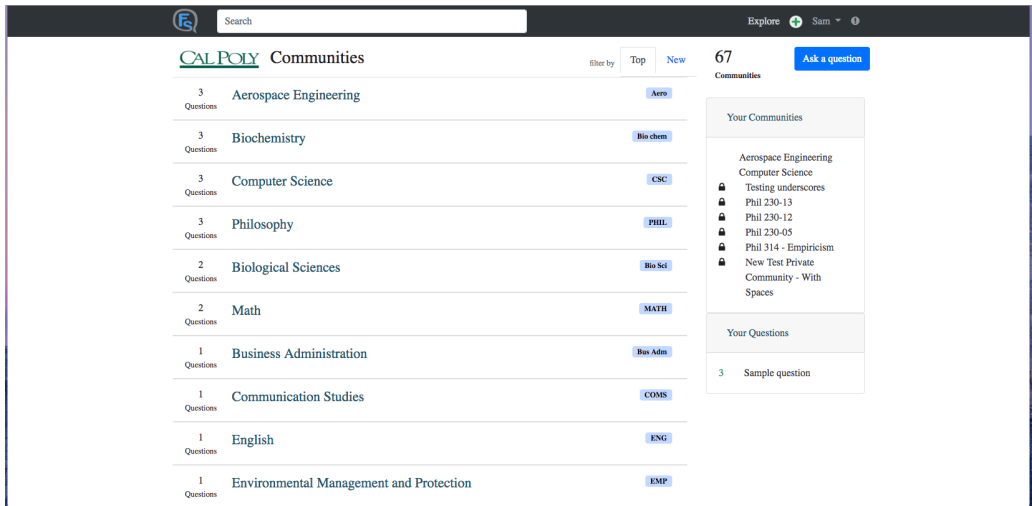 FS Search Explore Sam
CAL POLY Communities filter by Top New
3 Questions Aerospace Engineering Aero
3 Questions Biochemistry Bio chem
3 Questions Computer Science CSC
3 Questions Philosophy PHIL
2 Questions Biological Sciences Bio Sci
2 Questions Math MATH
1 Questions Business Administration Bus Adm
1 Questions Communication Studies COMS
1 Questions English ENG
1 Questions Environmental Management and Protection EMP
67 Communities Ask a question
Your Communities
Aerospace Engineering
Computer Science
Testing underscores
Phil 230-13
Phil 230-12
Phil 230-05
Phil 314 - Empiricism
New Test Private
Community - With
Spaces
Your Questions
3 Sample question